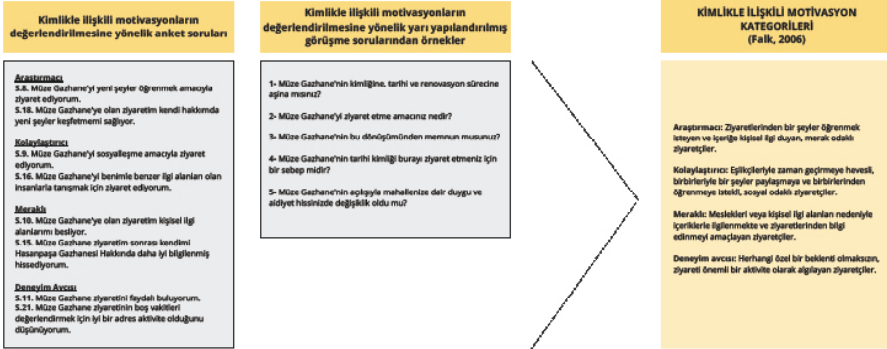 Kimlikle ilişkili motivasyonların
değerlendirilmesine yönelik anket soruları
Araştırmacı
S.8. Müze Gazhane'yi yeni şeyler öğrenmek amacıyla
ziyaret ediyorum.
S.18. Müze Gazhane'ye olan ziyaretim kendi hakkımda
yeni şeyler keşfetmemi sağlıyor.
Kolaylaştırıcı
S.9. Müze Gazhane'yi sosyalleşme amacıyla ziyaret
ediyorum.
S.16. Müze Gazhane'yi benimle benzer ilgi alanları olan
insanlarla tanışmak için ziyaret ediyorum.
Meraklı
S.10. Müze Gazhane'ye olan ziyaretim kişisel ilgi
alanlarımı besliyor.
S.15. Müze Gazhane ziyaretim sonrası kendimi
Hasanpaşa Gazhanesi Hakkında daha iyi bilgilenmiş
hissediyorum.
Deneyim Avcısı
S.11. Müze Gazhane ziyaretini faydalı buluyorum.
S.21. Müze Gazhane ziyaretinin boş vakitleri
değerlendirmek için iyi bir adres aktivite olduğunu
düşünüyorum.
Kimlikle ilişkili motivasyonların
değerlendirilmesine yönelik yarı yapılandırılmış
görüşme sorularından örnekler
1- Müze Gazhane'nin kimliğine, tarihi ve renovasyon sürecine
aşina mısınız?
2- Müze Gazhane'yi ziyaret etme amacınız nedir?
3- Müze Gazhane'nin bu dönüşümünden memnun musunuz?
4- Müze Gazhane'nin tarihi kimliği burayı ziyaret etmeniz için
bir sebep midir?
5- Müze Gazhane'nin açılışıyla mahallenize dair duygu ve
aidiyet hissinizde değişiklik oldu mu?
KİMLİKLE İLİŞKİLİ MOTİVASYON
KATEGORİLERİ
(Falk, 2006)
Araştırmacı: Ziyaretlerinden bir şeyler öğrenmek
isteyen ve içeriğe kişisel ilgi duyan, merak odaklı
ziyaretçiler.
Kolaylaştırıcı: Eşlikçileriyle zaman geçirmeye hevesli,
birbirleriyle bir şeyler paylaşmaya ve birbirlerinden
öğrenmeye istekli, sosyal odaklı ziyaretçiler.
Meraklı: Meslekleri veya kişisel ilgi alanları nedeniyle
içeriklerle ilgilenmekte ve ziyaretlerinden bilgi
edinmeyi amaçlayan ziyaretçiler.
Deneyim avcısı: Herhangi özel bir beklenti olmaksızın,
ziyareti önemli bir aktivite olarak algılayan ziyaretçiler.